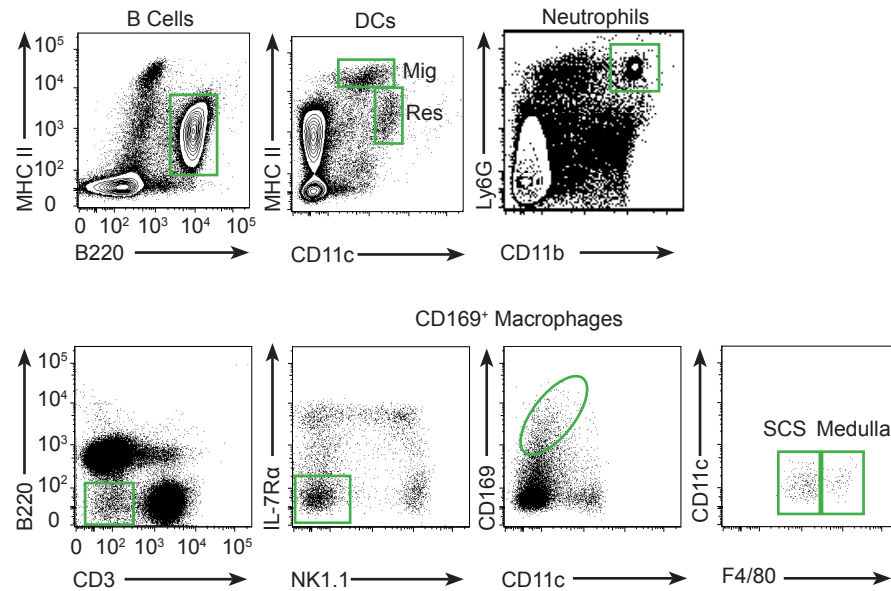 B Cells
DCs
Neutrophils
MHC II
10⁵
10⁴
10³
10²
0
0 10² 10³ 10⁴ 10⁵
B220
MHC II
Mig
Res
CD11c
Ly6G
CD11b
CD169⁺ Macrophages
B220
10⁵
10⁴
10³
10²
0
0 10² 10³ 10⁴ 10⁵
CD3
IL-7Rα
NK1.1
CD169
CD11c
CD11c
SCS Medulla
F4/80